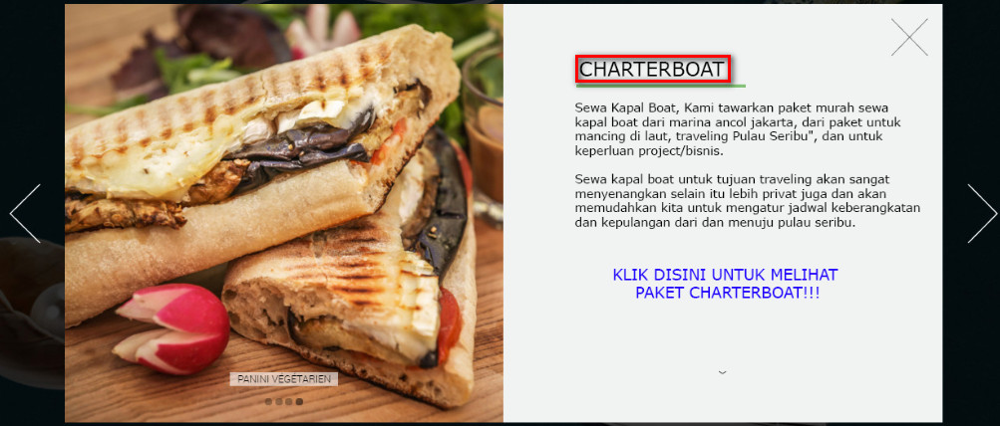 CHARTERBOAT
Sewa Kapal Boat, Kami tawarkan paket murah sewa
kapal boat dari marina ancol jakarta, dari paket untuk
mancing di laut, traveling Pulau Seribu", dan untuk
keperluan project/bisnis.
Sewa kapal boat untuk tujuan traveling akan sangat
menyenangkan selain itu lebih privat juga dan akan
memudahkan kita untuk mengatur jadwal keberangkatan
dan kepulangan dari dan menuju pulau seribu.
KLIK DISINI UNTUK MELIHAT
PAKET CHARTERBOAT!!!
PANINI VÉGÉTARIEN